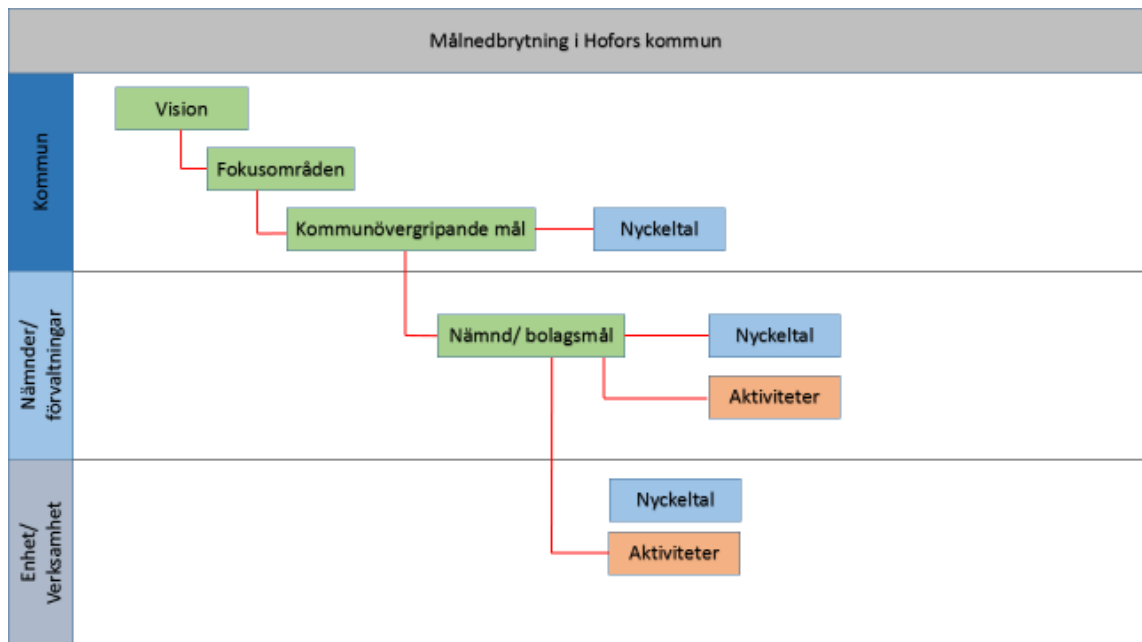 Målnedbrytning i Hofors kommun
Kommun
Vision
Fokusområden
Kommunövergripande mål
Nyckeltal
Nämnder/
förvaltningar
Nämnd/ bolagsmål
Nyckeltal
Aktiviteter
Enhet/
Verksamhet
Nyckeltal
Aktiviteter